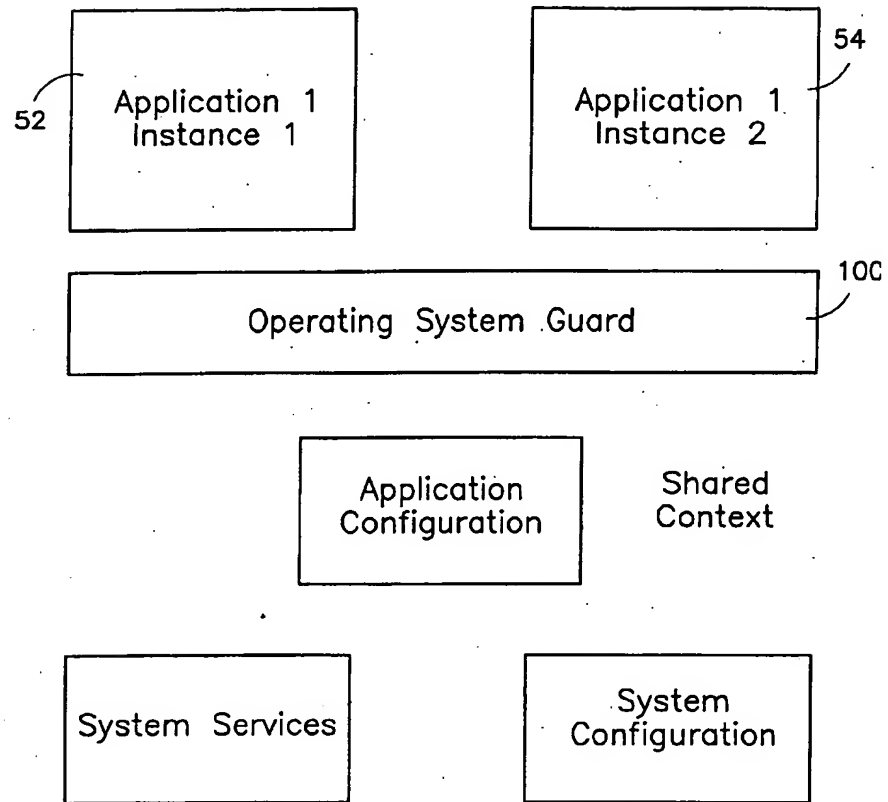 52
Application 1
Instance 1
Application 1
Instance 2
54
Operating System Guard
100
Application
Configuration
Shared
Context
System Services
System
Configuration